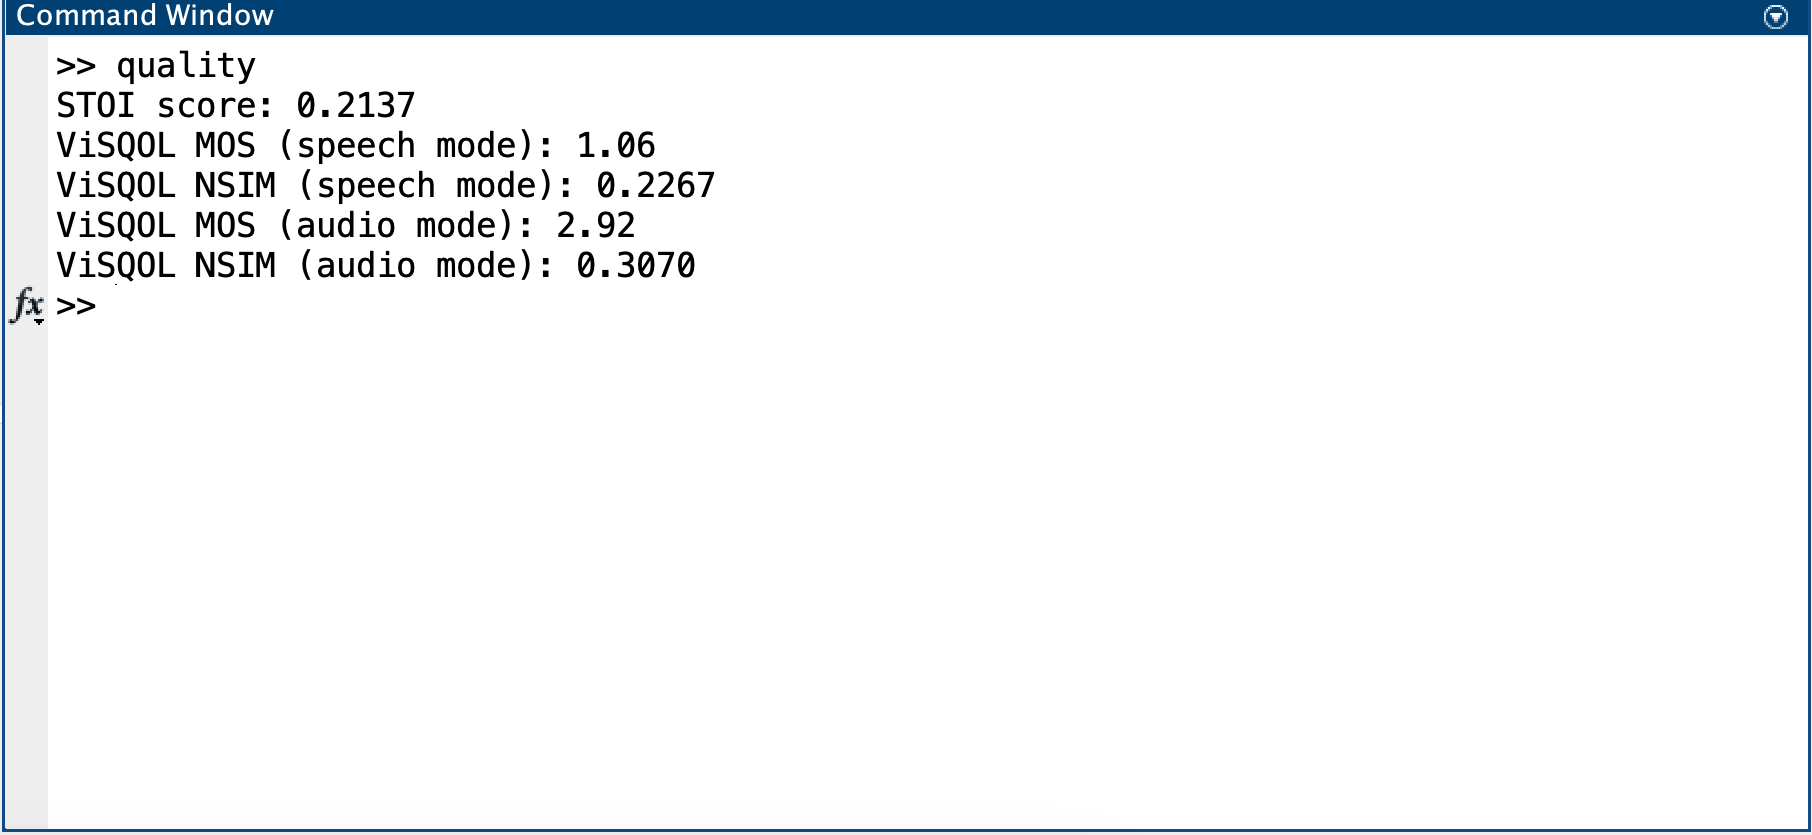 Command Window
>> quality
STOI score: 0.2137
ViSQOL MOS (speech mode): 1.06
ViSQOL NSIM (speech mode): 0.2267
ViSQOL MOS (audio mode): 2.92
ViSQOL NSIM (audio mode): 0.3070
fx >>